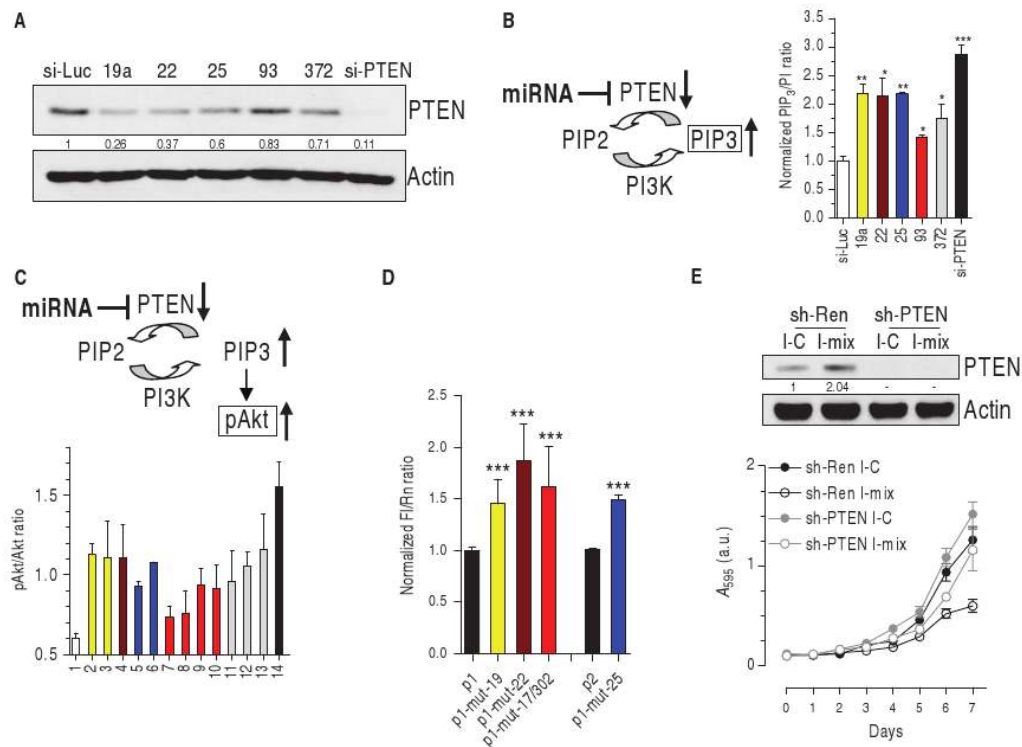 A
si-Luc 19a 22 25 93 372 si-PTEN
PTEN
1 0.26 0.37 0.6 0.83 0.71 0.11
Actin
B
miRNA PTEN
PIP2 PIP3
PI3K
Normalized PIP3/PI ratio
3.5
3.0
2.5
2.0
1.5
1.0
0.5
0.0
** * ** * * ***
si-Luc 19a 22 25 93 372 si-PTEN
C
miRNA PTEN
PIP2 PIP3
PI3K
pAkt
pAkt/Akt ratio
1.5
1.0
0.5
1 2 3 4 5 6 7 8 9 10 11 12 13 14
D
Normalized Fl/Rn ratio
2.5
2.0
1.5
1.0
0.5
0.0
*** *** *** ***
p1 p1-mut-19 p1-mut-22 p1-mut-17/302 p2 p1-mut-25
E
sh-Ren sh-PTEN
I-C I-mix I-C I-mix
PTEN
1 2.04 - -
Actin
A595 (a.u.)
2
1
0
sh-Ren I-C
sh-Ren I-mix
sh-PTEN I-C
sh-PTEN I-mix
0 1 2 3 4 5 6 7
Days